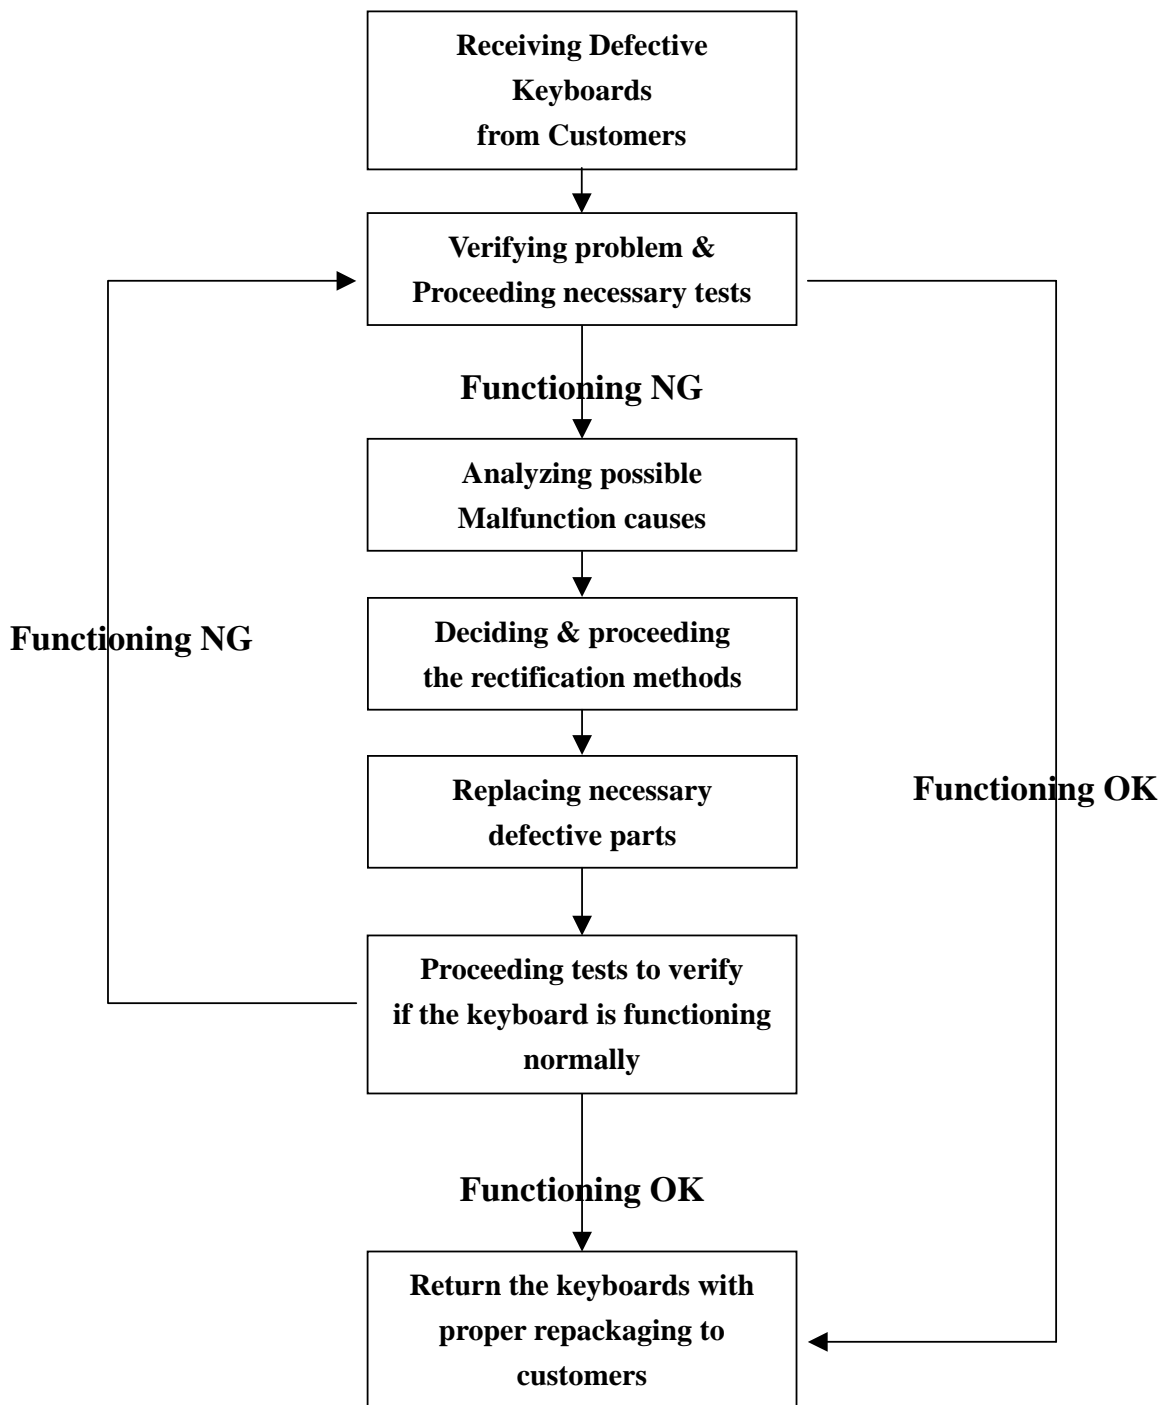 Receiving Defective
Keyboards
from Customers
Verifying problem &
Proceeding necessary tests
Functioning NG
Analyzing possible
Malfunction causes
Functioning NG
Deciding & proceeding
the rectification methods
Replacing necessary
defective parts
Functioning OK
Proceeding tests to verify
if the keyboard is functioning
normally
Functioning OK
Return the keyboards with
proper repackaging to
customers